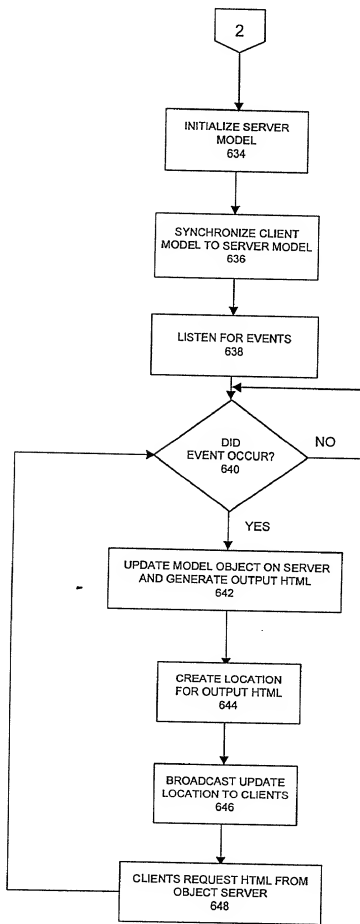 2
INITIALIZE SERVER
MODEL
634
SYNCHRONIZE CLIENT
MODEL TO SERVER MODEL
636
LISTEN FOR EVENTS
638
DID
EVENT OCCUR?
640
NO
YES
UPDATE MODEL OBJECT ON SERVER
AND GENERATE OUTPUT HTML
642
CREATE LOCATION
FOR OUTPUT HTML
644
BROADCAST UPDATE
LOCATION TO CLIENTS
646
CLIENTS REQUEST HTML FROM
OBJECT SERVER
648